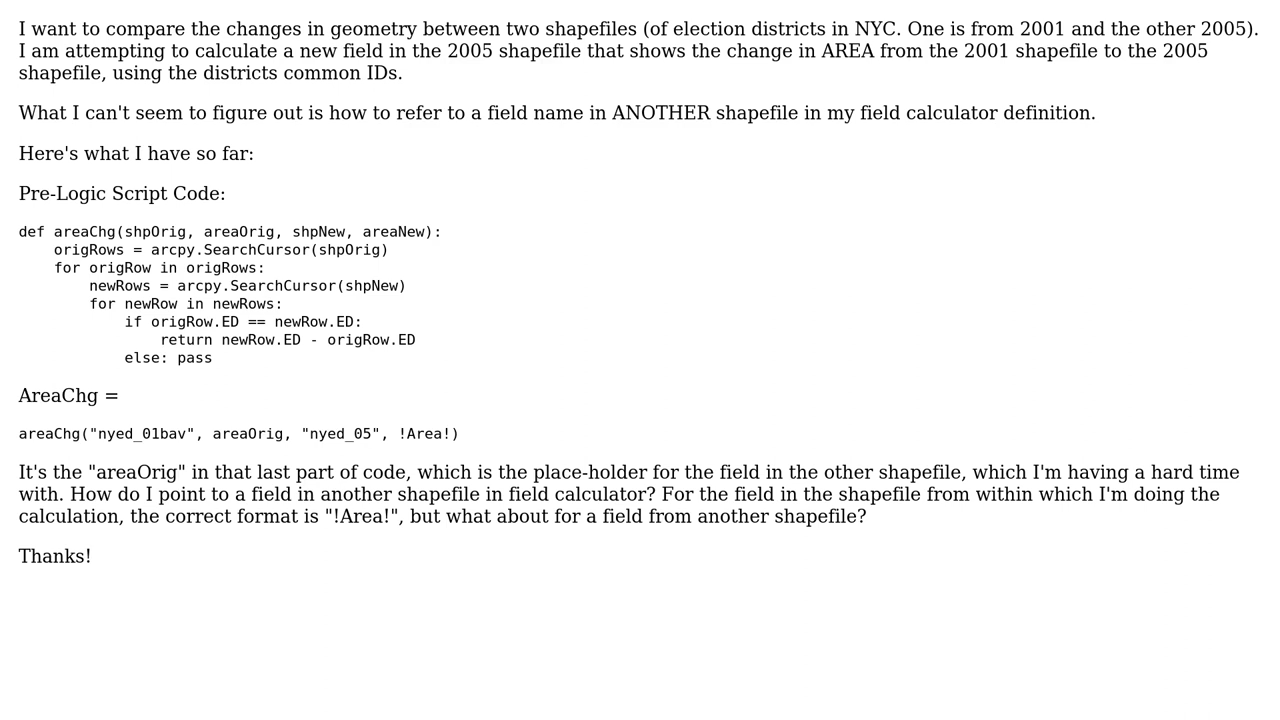 I want to compare the changes in geometry between two shapefiles (of election districts in NYC. One is from 2001 and the other 2005).
I am attempting to calculate a new field in the 2005 shapefile that shows the change in AREA from the 2001 shapefile to the 2005
shapefile, using the districts common IDs.
What I can't seem to figure out is how to refer to a field name in ANOTHER shapefile in my field calculator definition.
Here's what I have so far:
Pre-Logic Script Code:
def areaChg(shpOrig, areaOrig, shpNew, areaNew):
    origRows = arcpy.SearchCursor(shpOrig)
    for origRow in origRows:
        newRows = arcpy.SearchCursor(shpNew)
        for newRow in newRows:
            if origRow.ED == newRow.ED:
                return newRow.ED - origRow.ED
            else: pass
AreaChg =
areaChg("nyed_01bav", areaOrig, "nyed_05", !Area!)
It's the "areaOrig" in that last part of code, which is the place-holder for the field in the other shapefile, which I'm having a hard time
with. How do I point to a field in another shapefile in field calculator? For the field in the shapefile from within which I'm doing the
calculation, the correct format is "!Area!", but what about for a field from another shapefile?
Thanks!